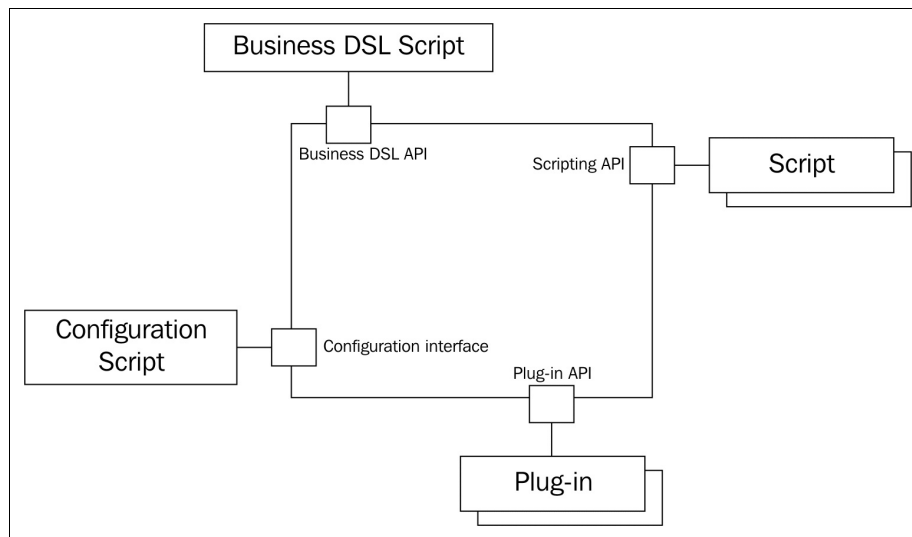 Business DSL Script
Business DSL API
Scripting API
Script
Configuration
Script
Configuration interface
Plug-in API
Plug-in